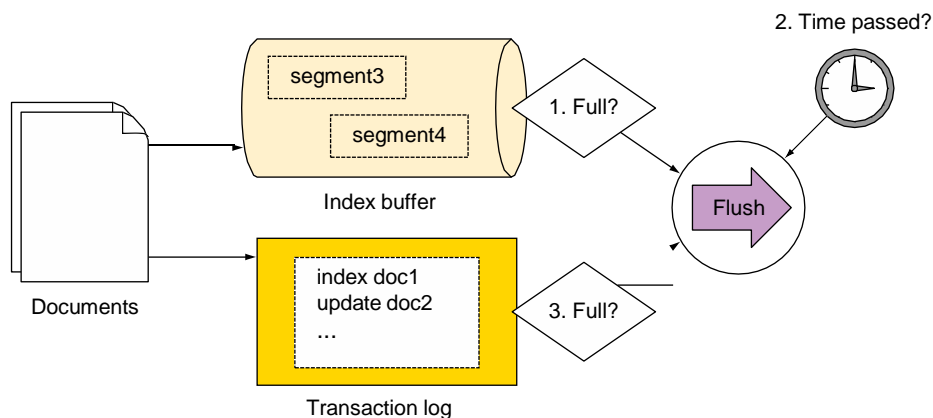 2. Time passed?
segment3
1. Full?
segment4
Flush
Index buffer
index doc1
update doc2
...
3. Full?
Documents
Transaction log